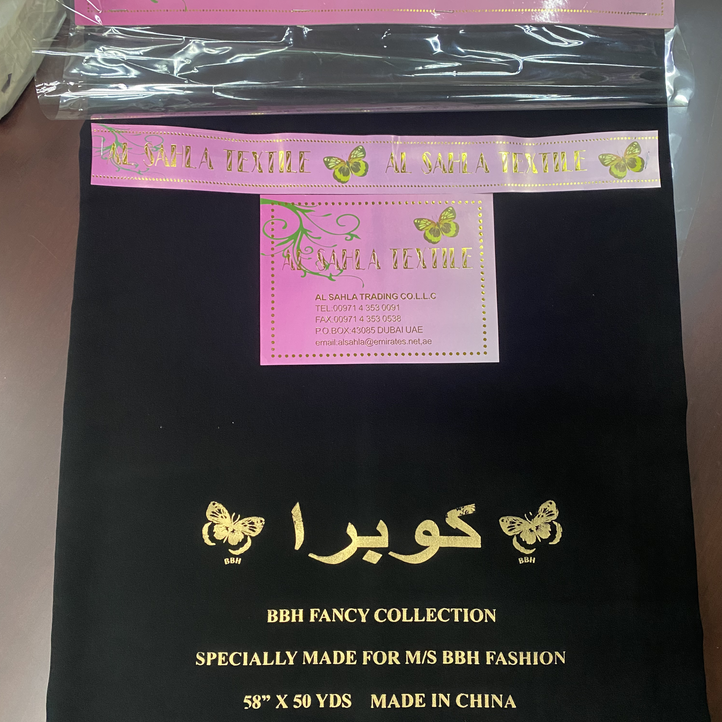 AL SAHLA TEXTILE AL SAHLA TEXTILE
AL SAHLA TEXTILE
AL SAHLA TRADING CO.L.L.C
TEL:00971 4 353 0091
FAX:00971 4 353 0538
P.O.BOX 43085 DUBAI UAE
email:alsahla@emirates.net.ae
كوبرا
BBH BBH
BBH FANCY COLLECTION
SPECIALLY MADE FOR M/S BBH FASHION
58” X 50 YDS MADE IN CHINA